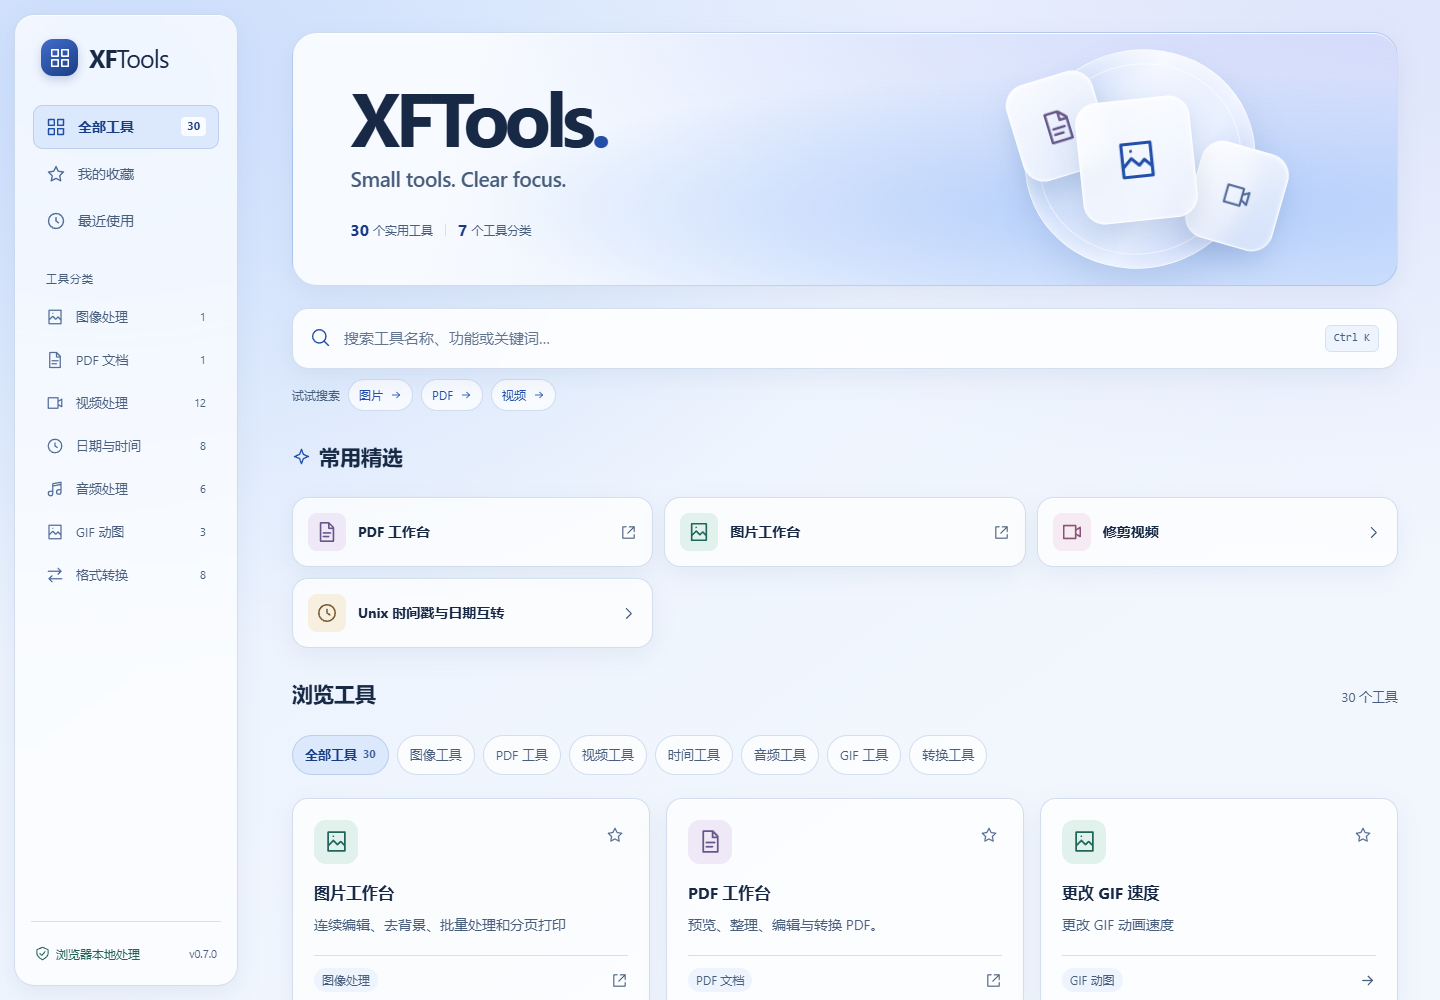 XFTools
全部工具 30
我的收藏
最近使用
工具分类
图像处理 1
PDF 文档 1
视频处理 12
日期与时间 8
音频处理 6
GIF 动图 3
格式转换 8
浏览器本地处理 v0.7.0
XFTools.
Small tools. Clear focus.
30 个实用工具 7 个工具分类
搜索工具名称、功能或关键词... Ctrl K
试试搜索 图片 PDF 视频
常用精选
PDF 工作台 图片工作台 修剪视频
Unix 时间戳与日期互转
浏览工具 30 个工具
全部工具 30 图像工具 PDF 工具 视频工具 时间工具 音频工具 GIF 工具 转换工具
图片工作台
连续编辑、去背景、批量处理和分页打印
图像处理
PDF 工作台
预览、整理、编辑与转换 PDF。
PDF 文档
更改 GIF 速度
更改 GIF 动画速度
GIF 动图